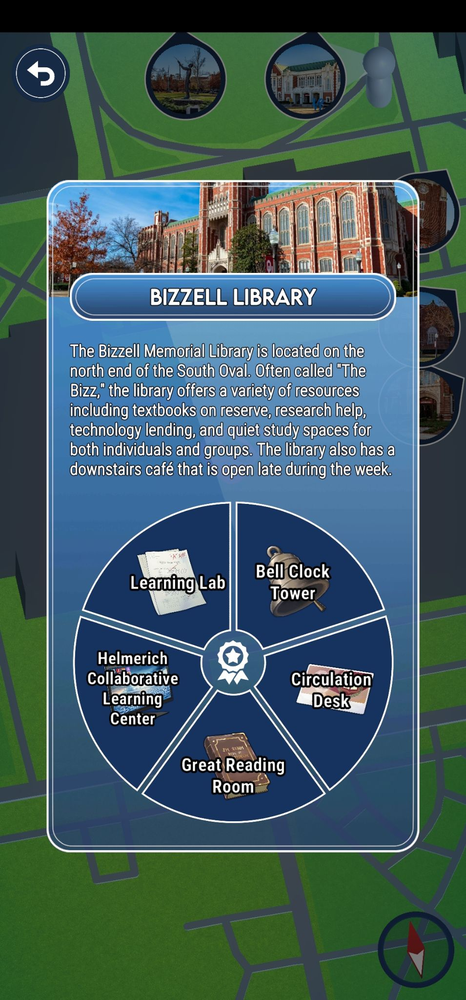 BIZZELL LIBRARY
The Bizzell Memorial Library is located on the
north end of the South Oval. Often called "The
Bizz," the library offers a variety of resources
including textbooks on reserve, research help,
technology lending, and quiet study spaces for
both individuals and groups. The library also has a
downstairs café that is open late during the week.
Learning Lab
Bell Clock
Tower
Helmerich
Collaborative
Learning
Center
Circulation
Desk
Great Reading
Room